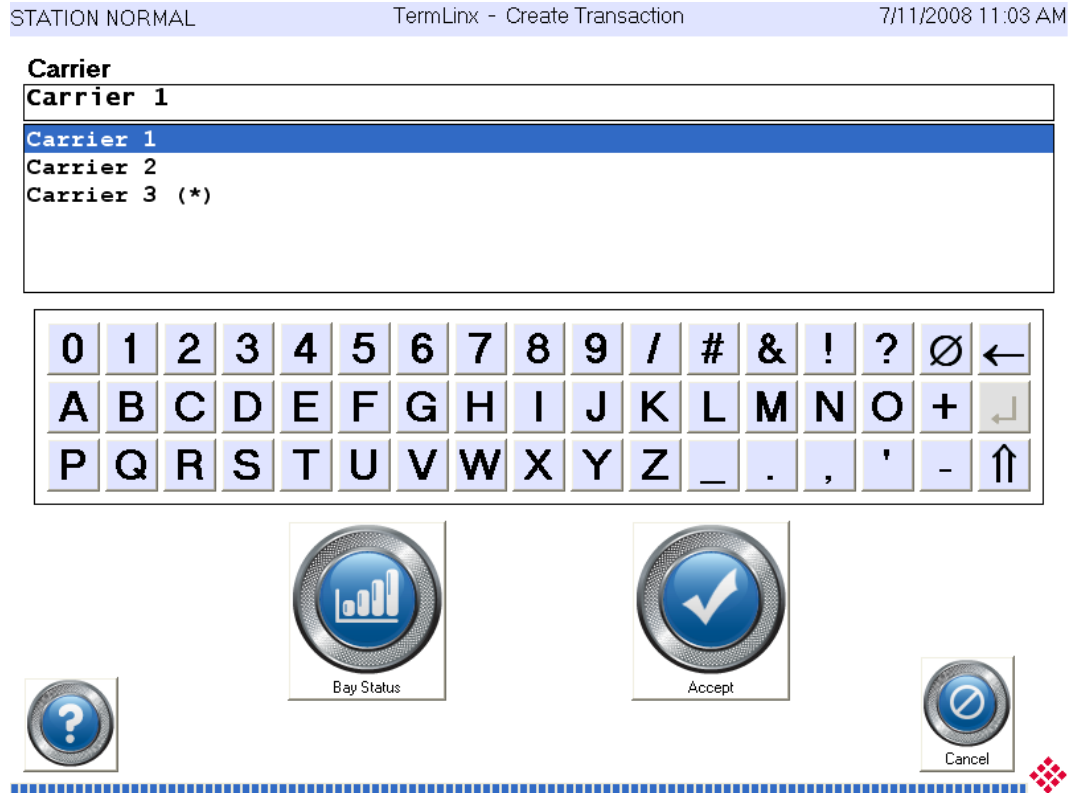 STATION NORMAL TermLinx - Create Transaction 7/11/2008 11:03 AM
Carrier
Carrier 1
Carrier 1
Carrier 2
Carrier 3 (*)
0 1 2 3 4 5 6 7 8 9 / # & ! ? Ø ←
A B C D E F G H I J K L M N O + ↵
P Q R S T U V W X Y Z _ . , ' - ⇑
Bay Status Accept
?
Cancel